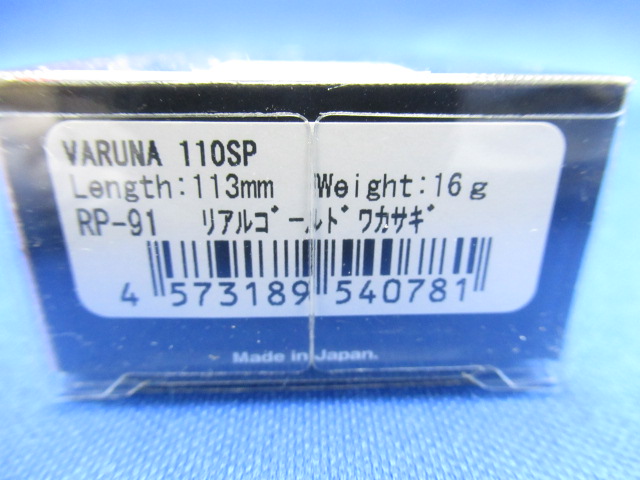 VARUNA 110SP
Length:113mm Weight:16g
RP-91 ﾘｱﾙｺﾞｰﾙﾄﾞﾜｶｻｷﾞ
4 573189 540781
Made in Japan.